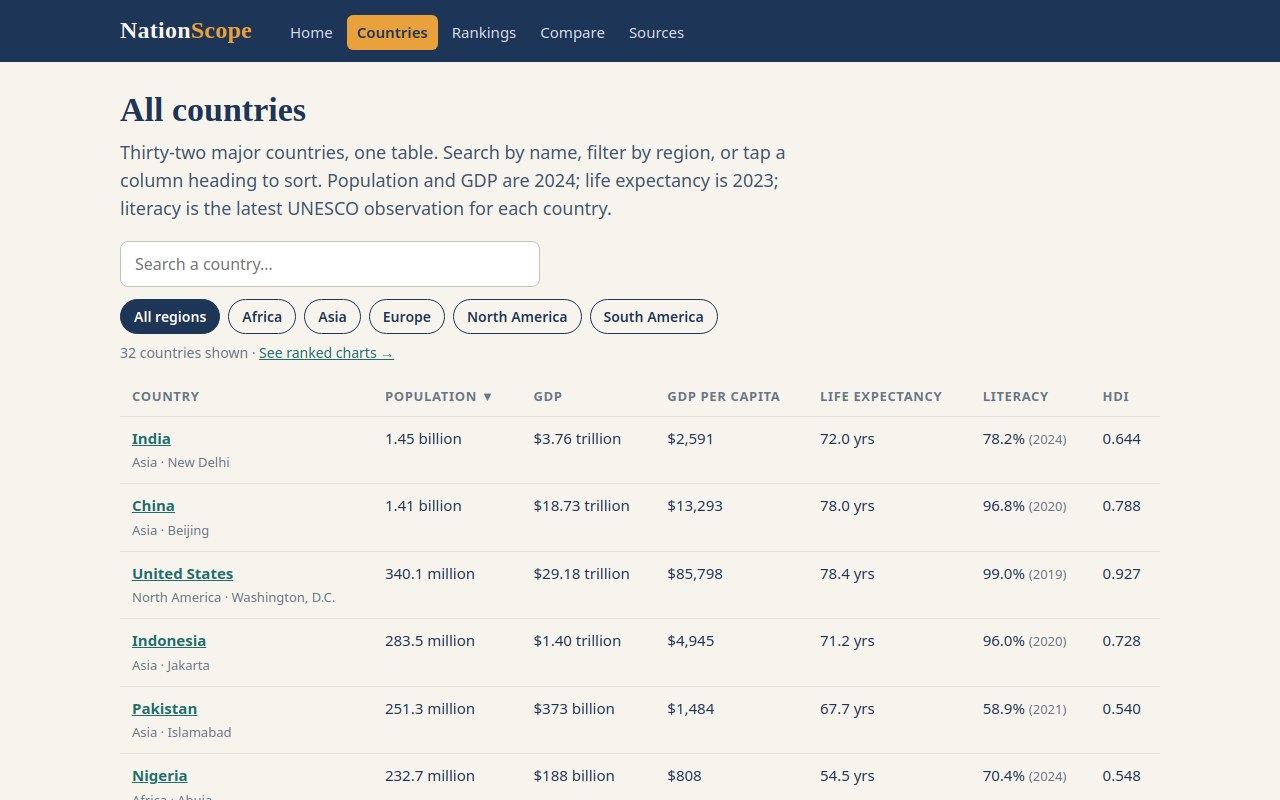 NationScope Home Countries Rankings Compare Sources
All countries
Thirty-two major countries, one table. Search by name, filter by region, or tap a
column heading to sort. Population and GDP are 2024; life expectancy is 2023;
literacy is the latest UNESCO observation for each country.
Search a country...
All regions Africa Asia Europe North America South America
32 countries shown · See ranked charts →
COUNTRY POPULATION ▼ GDP GDP PER CAPITA LIFE EXPECTANCY LITERACY HDI
India 1.45 billion $3.76 trillion $2,591 72.0 yrs 78.2% (2024) 0.644
Asia · New Delhi
China 1.41 billion $18.73 trillion $13,293 78.0 yrs 96.8% (2020) 0.788
Asia · Beijing
United States 340.1 million $29.18 trillion $85,798 78.4 yrs 99.0% (2019) 0.927
North America · Washington, D.C.
Indonesia 283.5 million $1.40 trillion $4,945 71.2 yrs 96.0% (2020) 0.728
Asia · Jakarta
Pakistan 251.3 million $373 billion $1,484 67.7 yrs 58.9% (2021) 0.540
Asia · Islamabad
Nigeria 232.7 million $188 billion $808 54.5 yrs 70.4% (2024) 0.548
Africa · Abuja